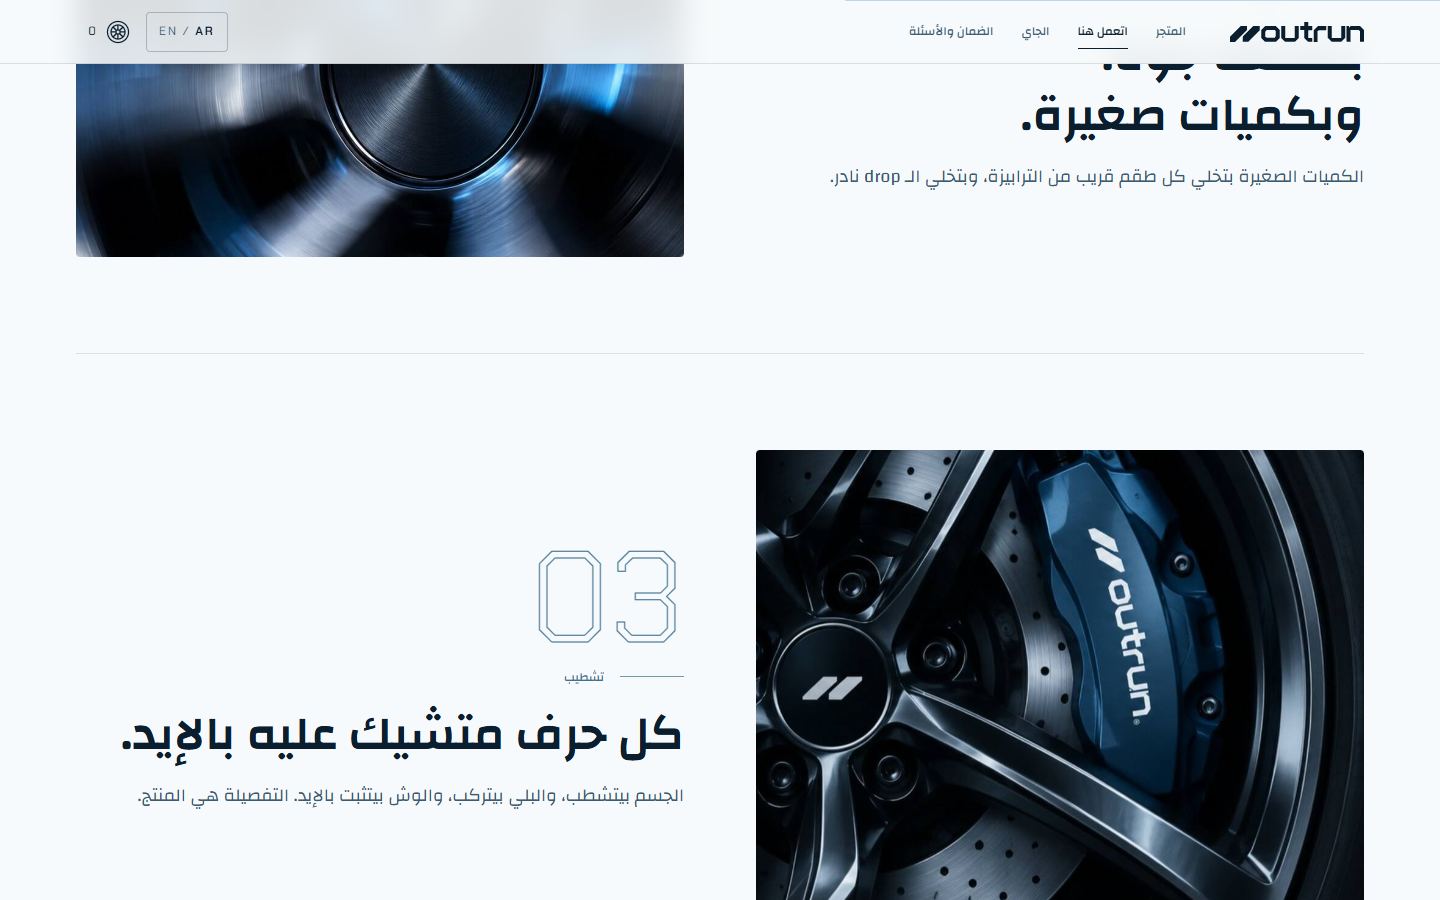 outrun
المتجر
اتعمل هنا
الجاي
الضمان والأسئلة
EN / AR
0
وبكميات صغيرة.
الكميات الصغيرة بتخلي كل طقم قريب من الترابيزة، وبتخلي الـ drop نادر.
03
تشطيب
كل حرف متشيك عليه بالإيد.
الجسم بيتشطب، والبلي بيتركب، والوش بيتثبت بالإيد. التفصيلة هي المنتج.
outrun®